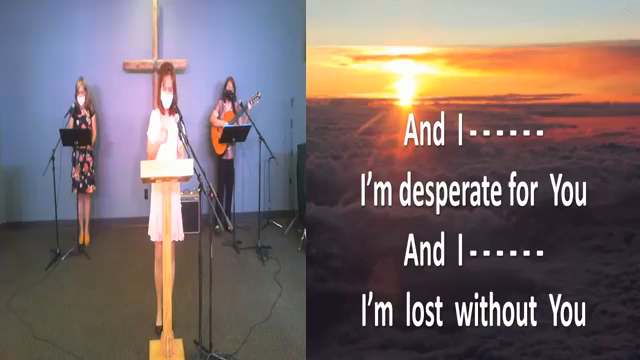 And I - - - - - -
I'm desperate for You
And I - - - - - -
I'm lost without You